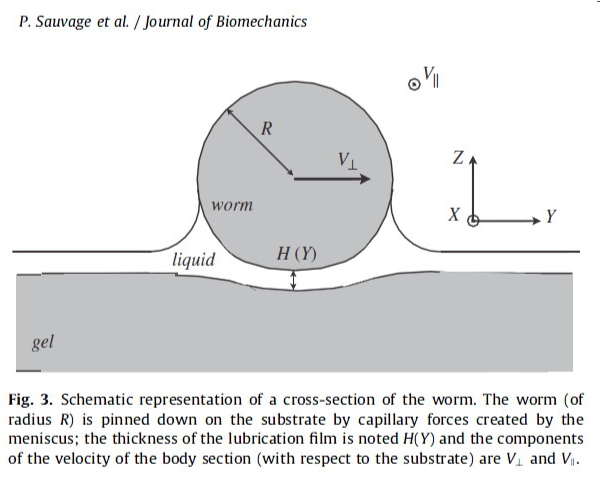 P. Sauvage et al. / Journal of Biomechanics
V∥
R
V⊥
Z
worm
X
Y
H (Y)
liquid
gel
Fig. 3. Schematic representation of a cross-section of the worm. The worm (of
radius R) is pinned down on the substrate by capillary forces created by the
meniscus; the thickness of the lubrication film is noted H(Y) and the components
of the velocity of the body section (with respect to the substrate) are V⊥ and V∥.